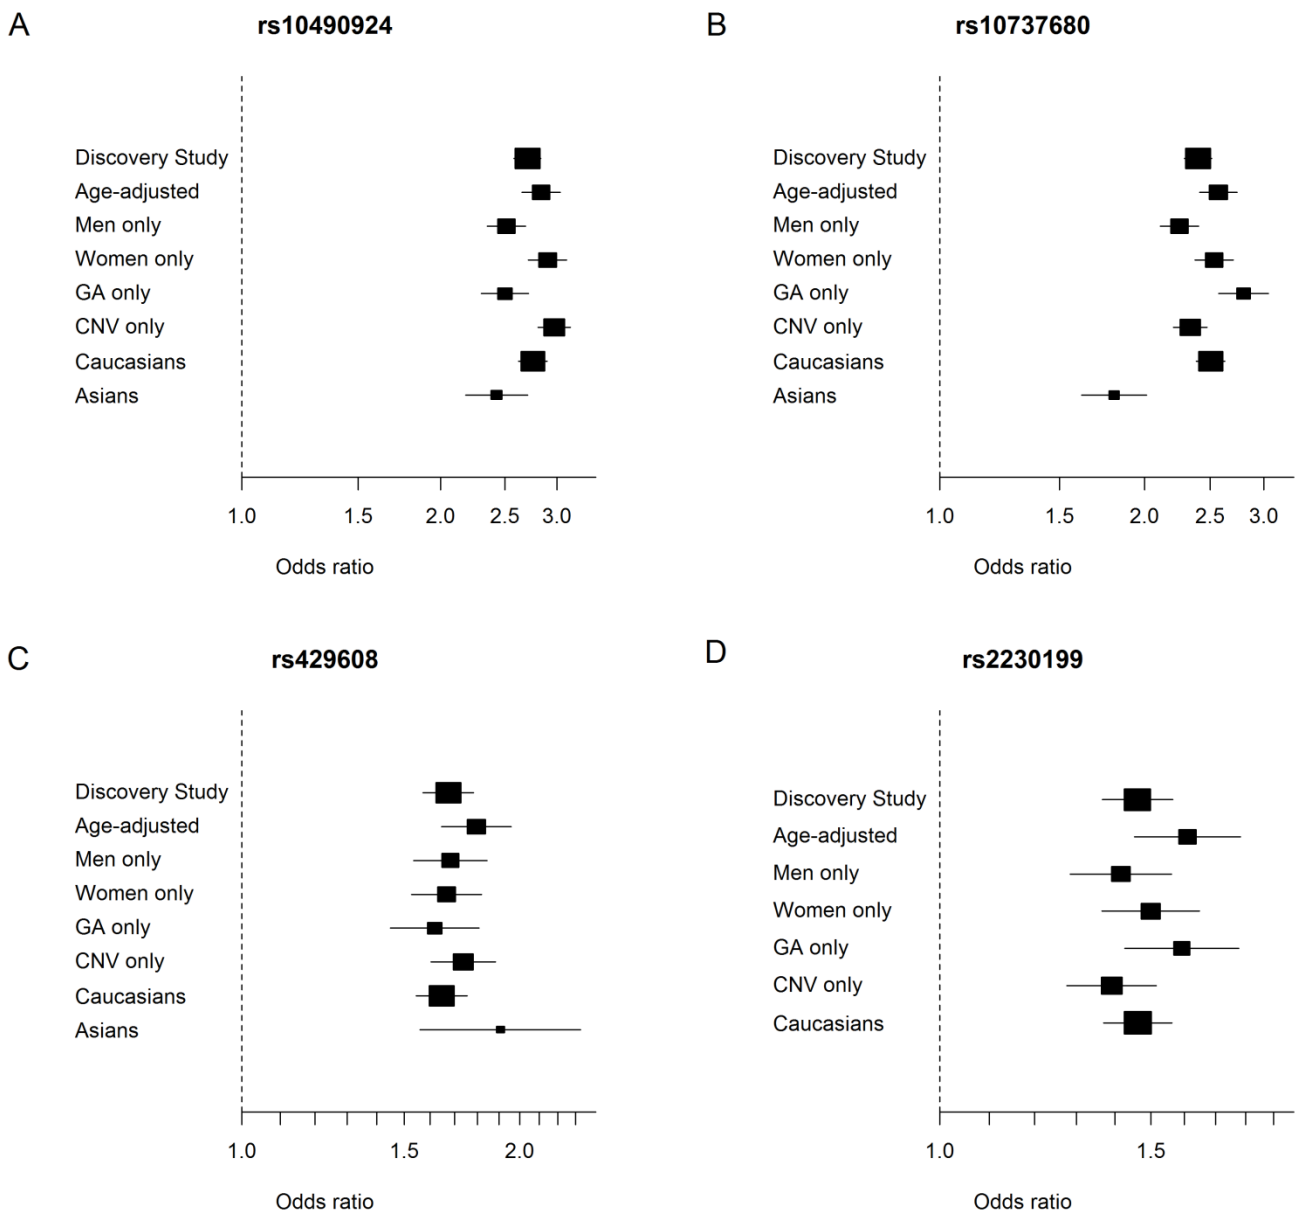 A
rs10490924
Discovery Study
Age-adjusted
Men only
Women only
GA only
CNV only
Caucasians
Asians
1.0 1.5 2.0 2.5 3.0
Odds ratio
B
rs10737680
Discovery Study
Age-adjusted
Men only
Women only
GA only
CNV only
Caucasians
Asians
1.0 1.5 2.0 2.5 3.0
Odds ratio
C
rs429608
Discovery Study
Age-adjusted
Men only
Women only
GA only
CNV only
Caucasians
Asians
1.0 1.5 2.0
Odds ratio
D
rs2230199
Discovery Study
Age-adjusted
Men only
Women only
GA only
CNV only
Caucasians
1.0 1.5
Odds ratio